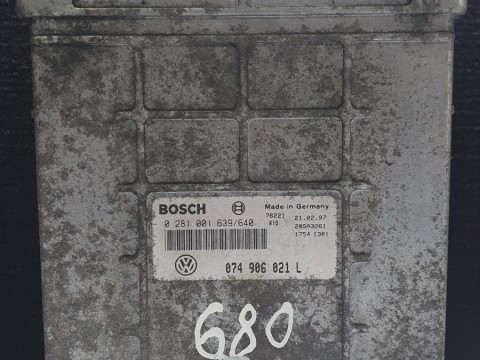 BOSCH
Made in Germany
0 281 001 639/640
76221
21.02.97
28SA3261
1754 1301
074 906 021 L
680